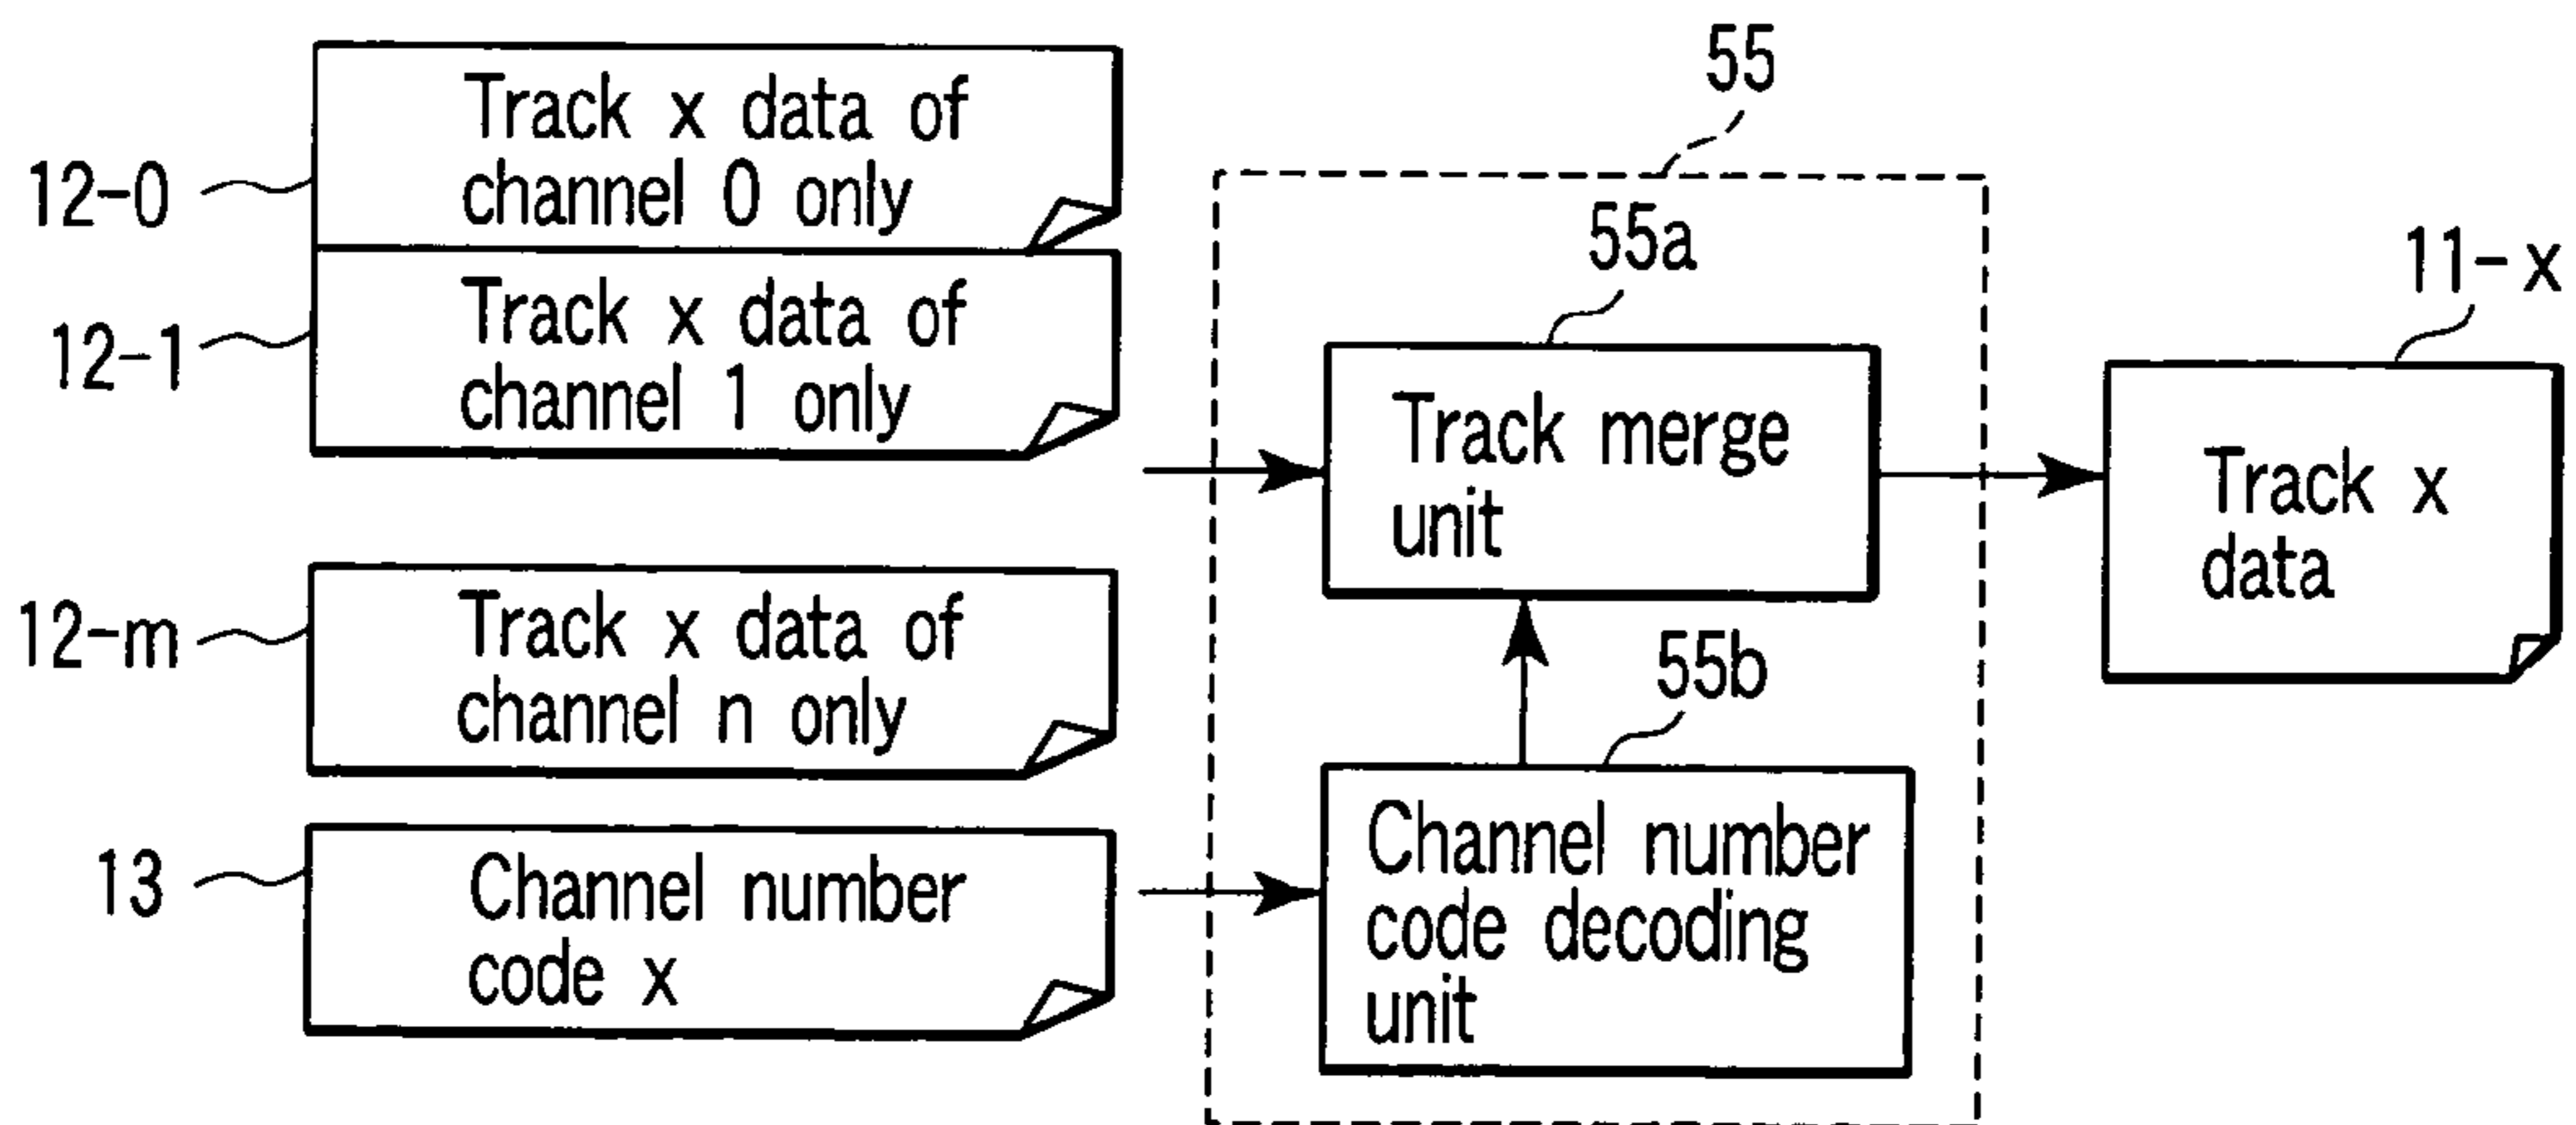 12-0
Track x data of
channel 0 only
12-1
Track x data of
channel 1 only
12-m
Track x data of
channel n only
13
Channel number
code x
55
55a
Track merge
unit
55b
Channel number
code decoding
unit
11-x
Track x
data